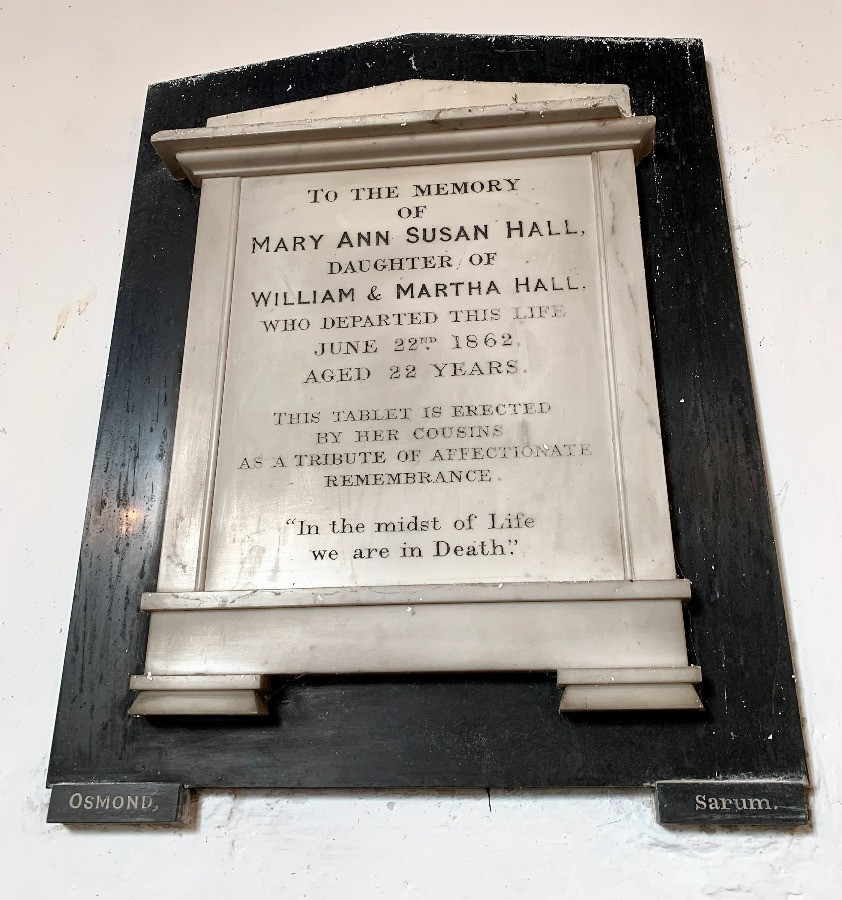 To the memory
of
Mary Ann Susan Hall,
daughter of
William & Martha Hall.
who departed this life
June 22ND 1862,
aged 22 years.
This tablet is erected
by her cousins
as a tribute of affectionate
remembrance.
"In the midst of Life
we are in Death."
Osmond,
Sarum.